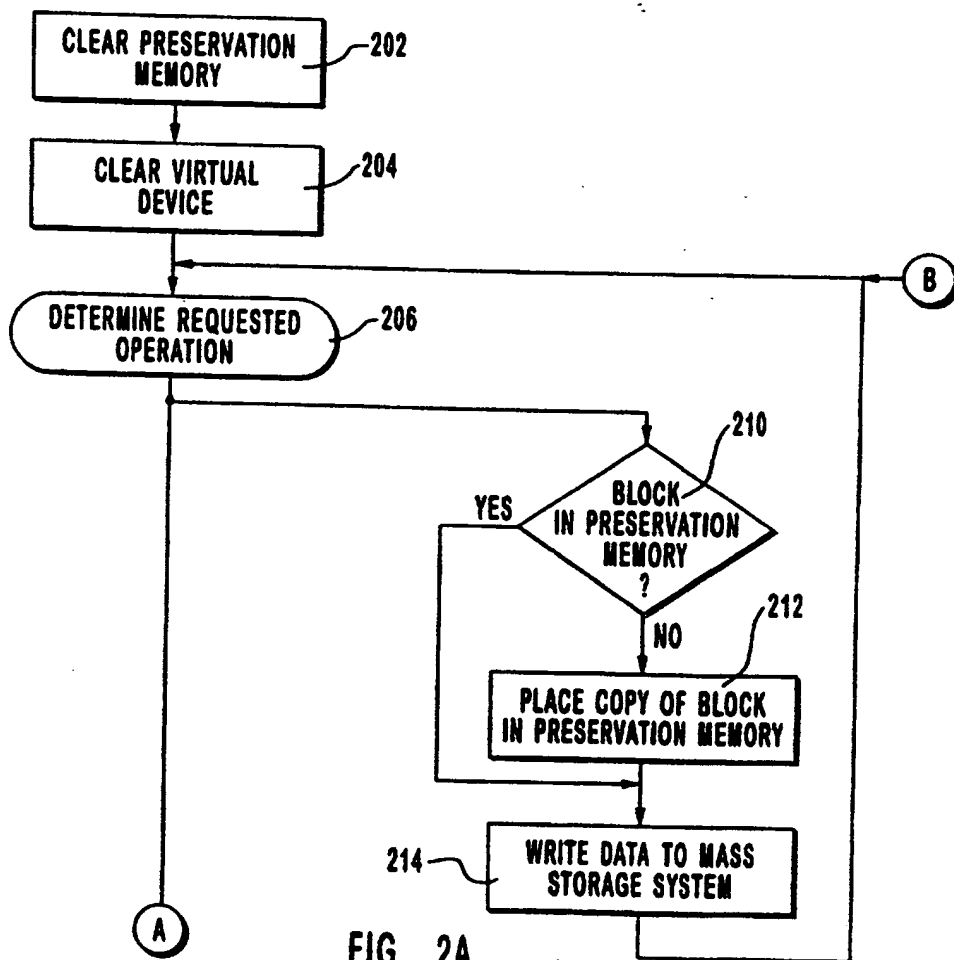 CLEAR PRESERVATION
MEMORY
202
CLEAR VIRTUAL
DEVICE
204
B
DETERMINE REQUESTED
OPERATION
206
210
YES
BLOCK
IN PRESERVATION
MEMORY
?
NO
212
PLACE COPY OF BLOCK
IN PRESERVATION MEMORY
WRITE DATA TO MASS
STORAGE SYSTEM
214
A
FIG. 2A